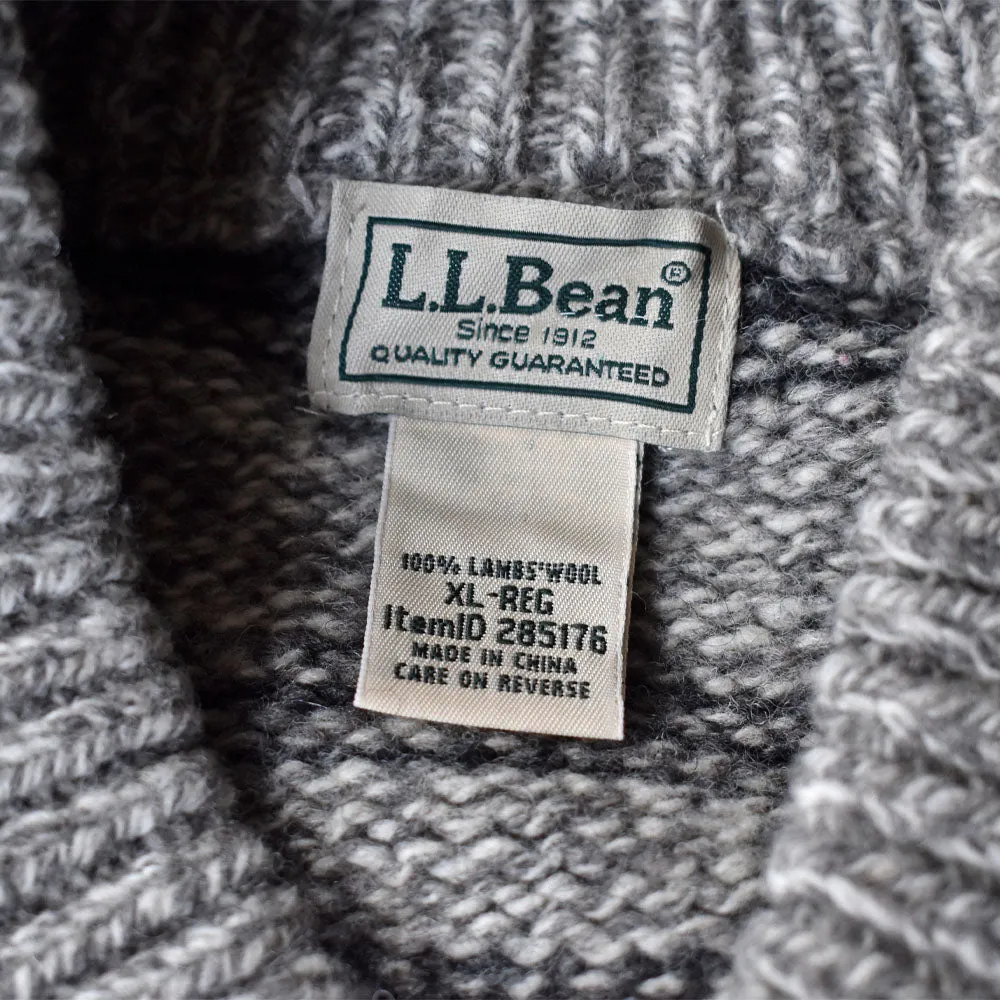 L.L.Bean®
Since 1912
QUALITY GUARANTEED
100% LAMBS'WOOL
XL-REG
ItemID 285176
MADE IN CHINA
CARE ON REVERSE